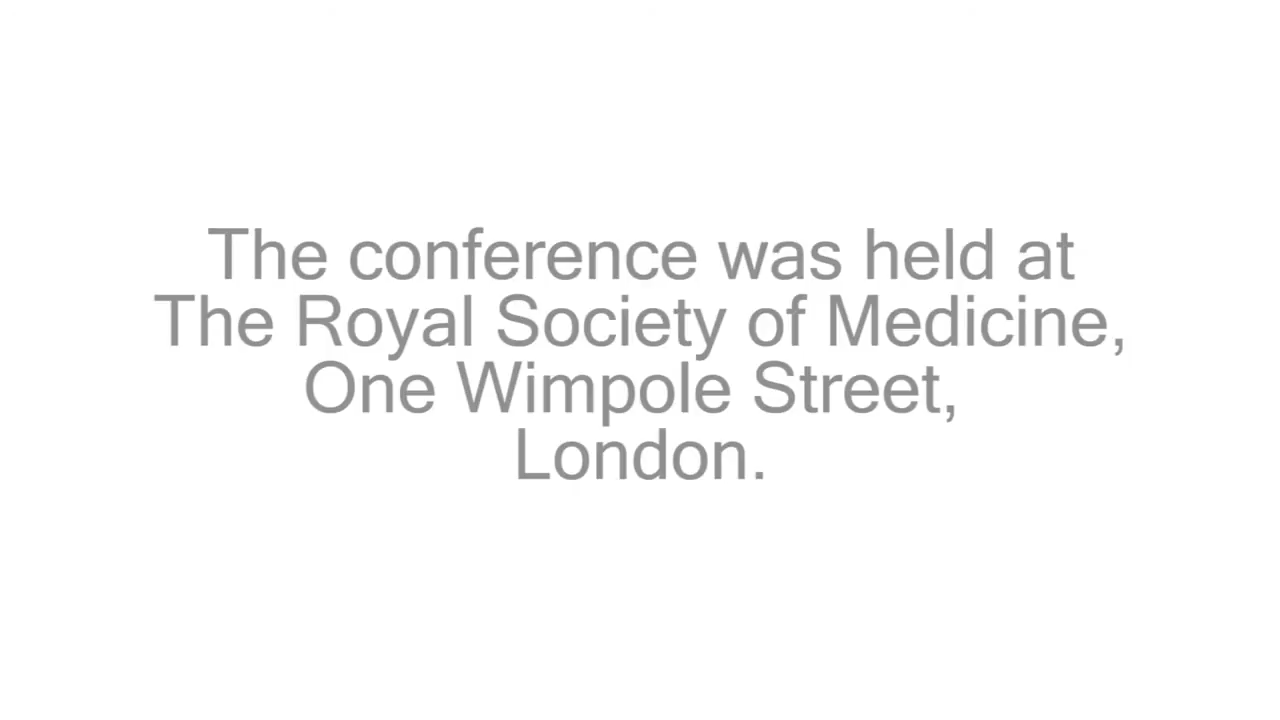 The conference was held at
The Royal Society of Medicine,
One Wimpole Street,
London.